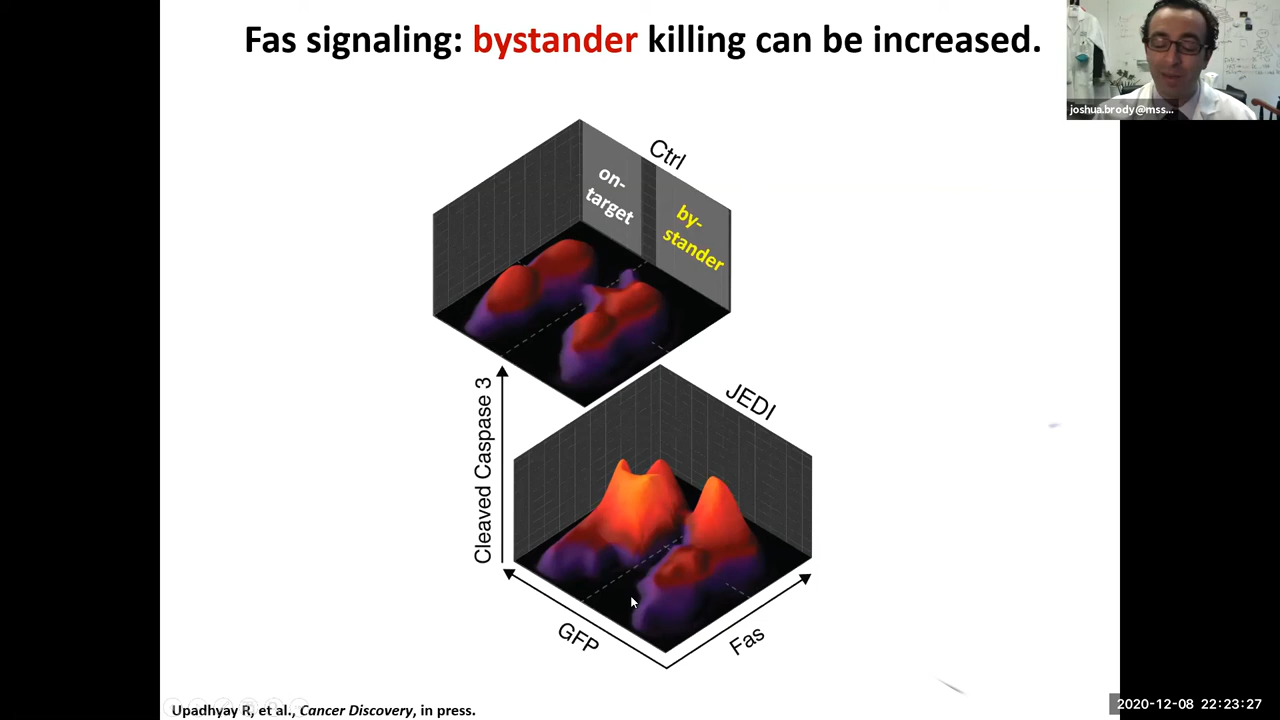 Fas signaling: bystander killing can be increased.
joshua.brody@mss...
Ctrl
on-
target
by-
stander
JEDI
Cleaved Caspase 3
GFP
Fas
Upadhyay R, et al., Cancer Discovery, in press.
2020-12-08 22:23:27